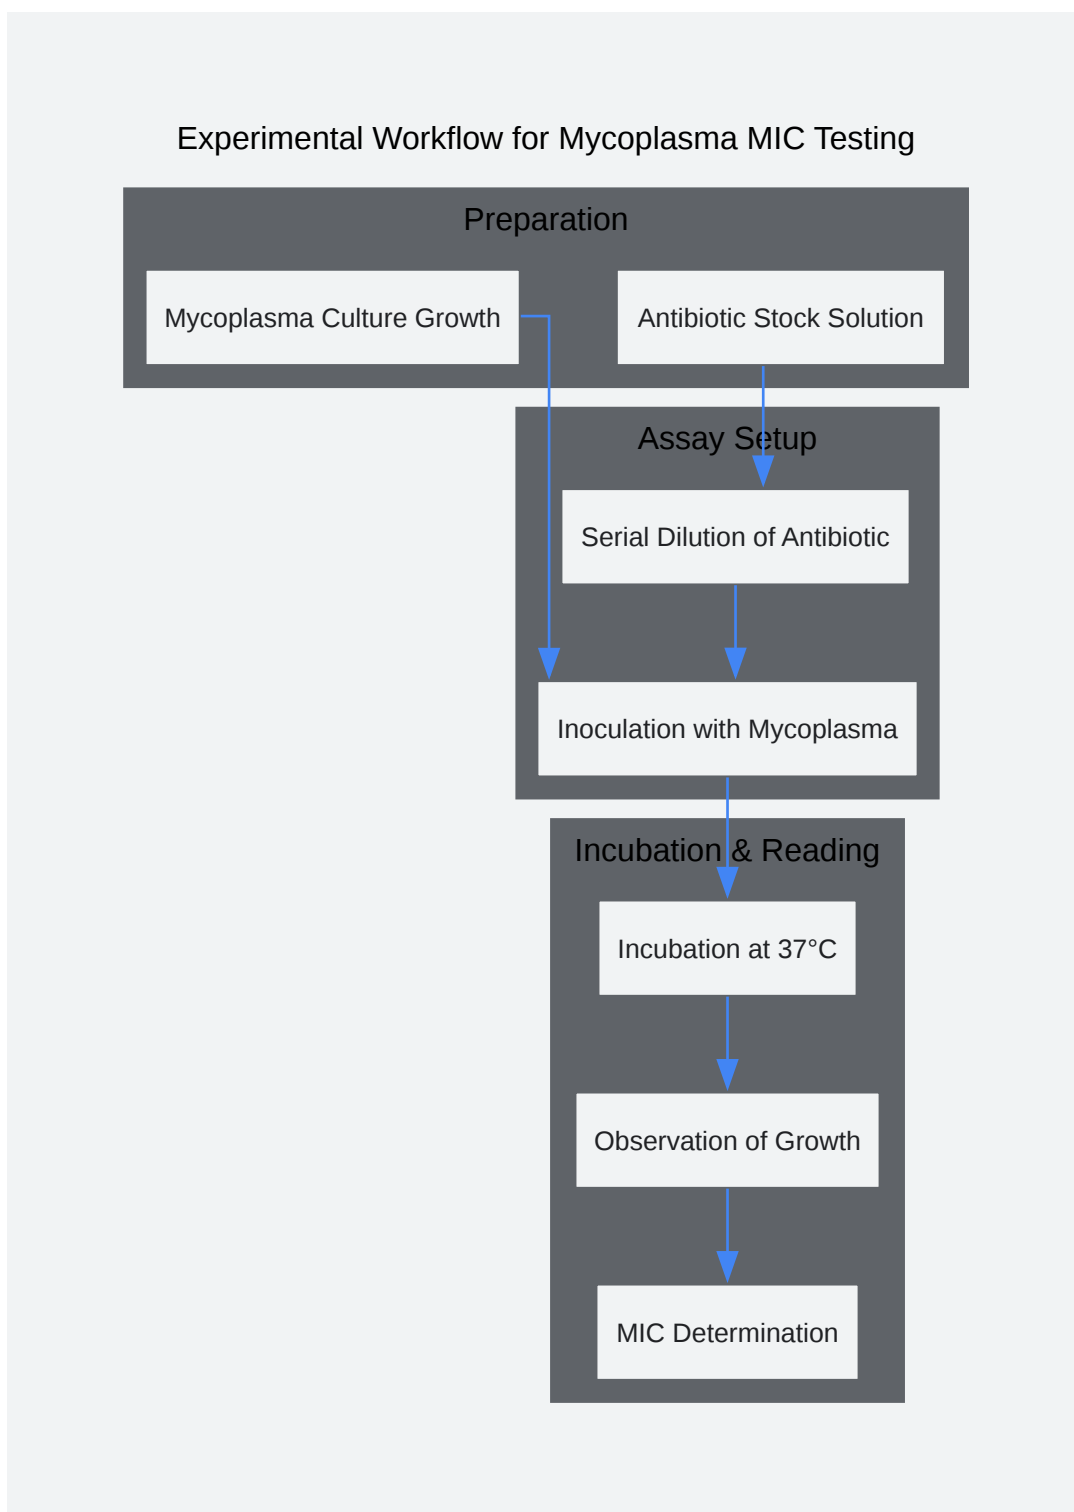 Experimental Workflow for Mycoplasma MIC Testing
Preparation
Mycoplasma Culture Growth
Antibiotic Stock Solution
Assay Setup
Serial Dilution of Antibiotic
Inoculation with Mycoplasma
Incubation & Reading
Incubation at 37°C
Observation of Growth
MIC Determination